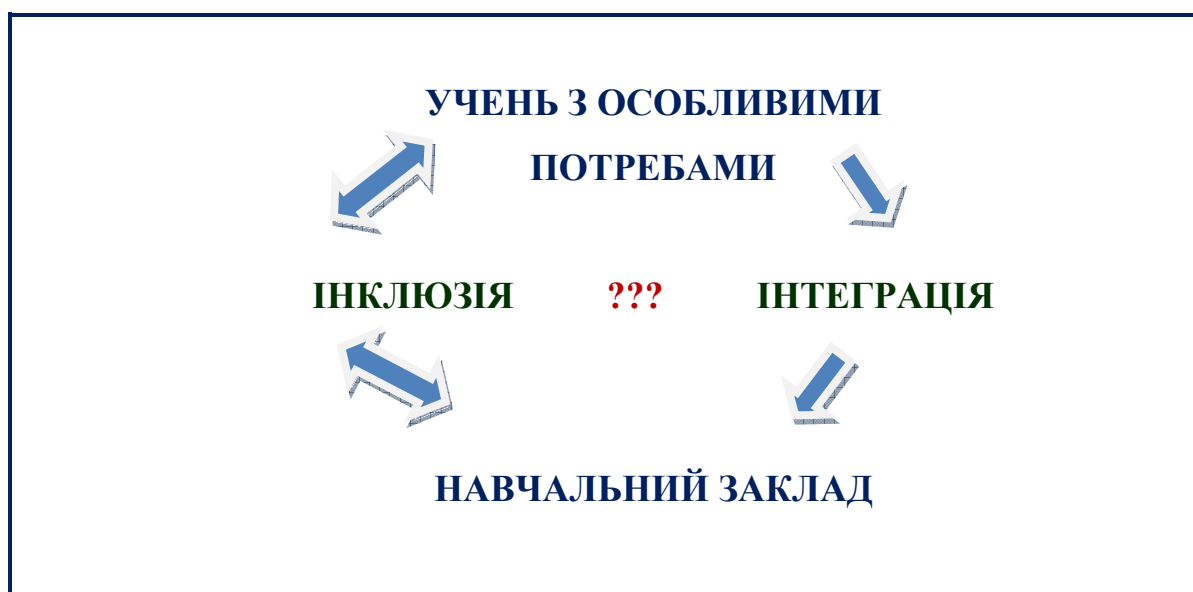 УЧЕНЬ З ОСОБЛИВИМИ
ПОТРЕБАМИ
ІНКЛЮЗІЯ ??? ІНТЕГРАЦІЯ
НАВЧАЛЬНИЙ ЗАКЛАД